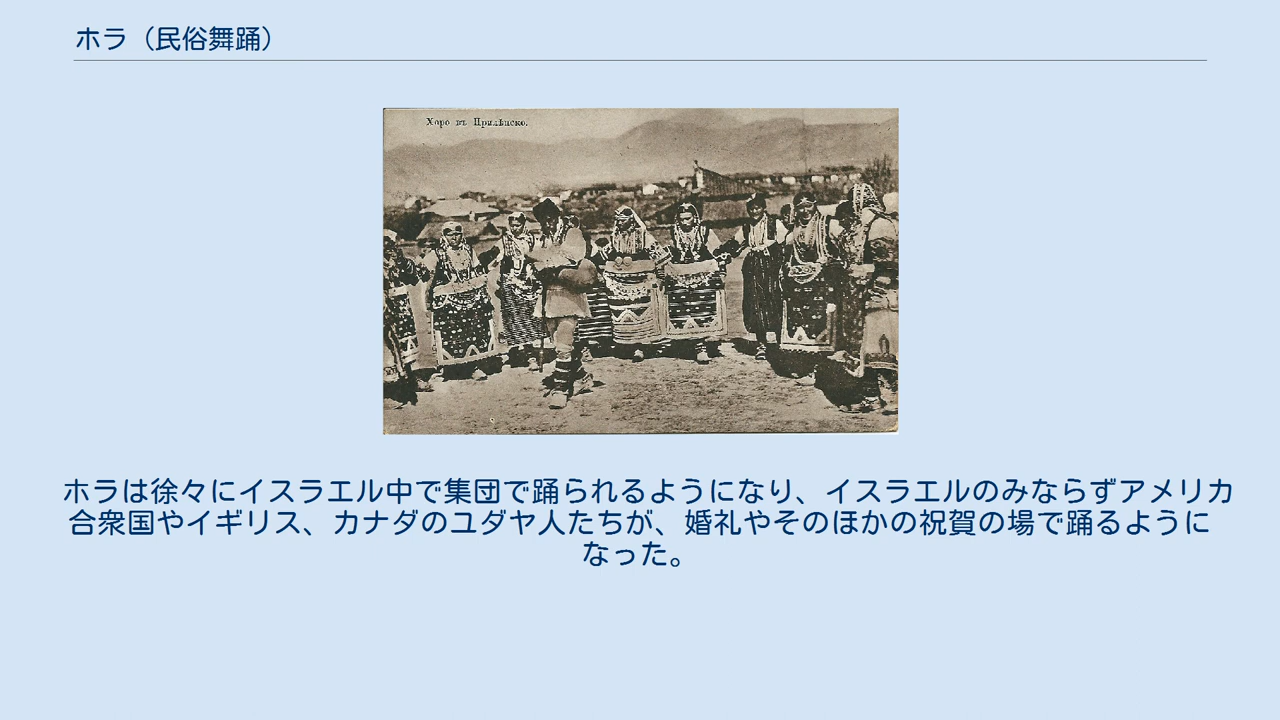 ホラ（民俗舞踊）
Хоро въ Прилѣпско.
ホラは徐々にイスラエル中で集団で踊られるようになり、イスラエルのみならずアメリカ
合衆国やイギリス、カナダのユダヤ人たちが、婚礼やそのほかの祝賀の場で踊るように
なった。